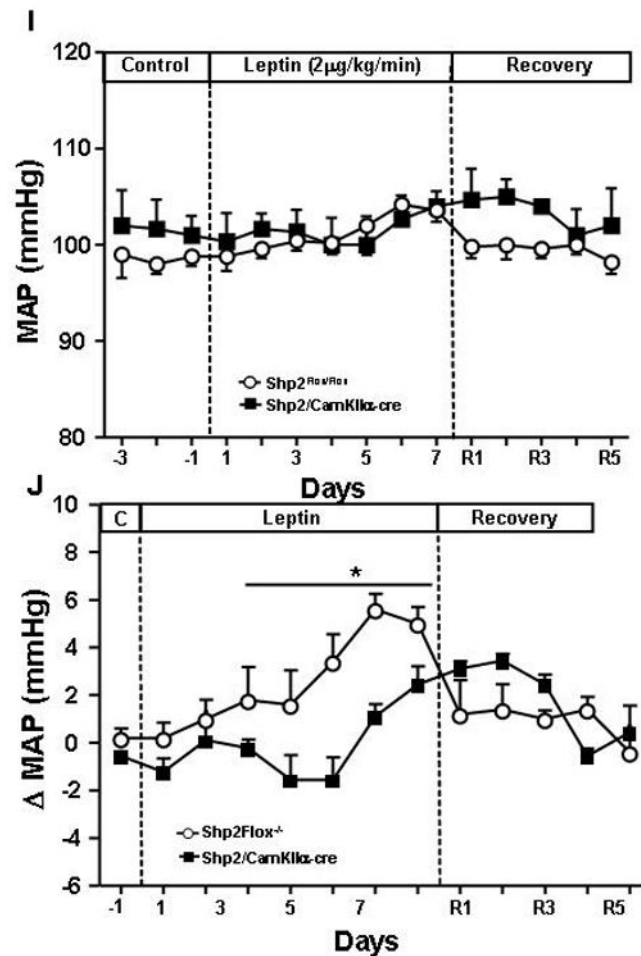 I
120
Control Leptin (2µg/kg/min) Recovery
110
100
90
80
MAP (mmHg)
Shp2
Shp2/CamKIIα-cre
-3 -1 1 3 5 7 R1 R3 R5
Days
J
10
C Leptin Recovery
8
*
6
4
2
0
-2
-4
-6
Δ MAP (mmHg)
Shp2Flox-/-
Shp2/CamKIIα-cre
-1 1 3 5 7 R1 R3 R5
Days